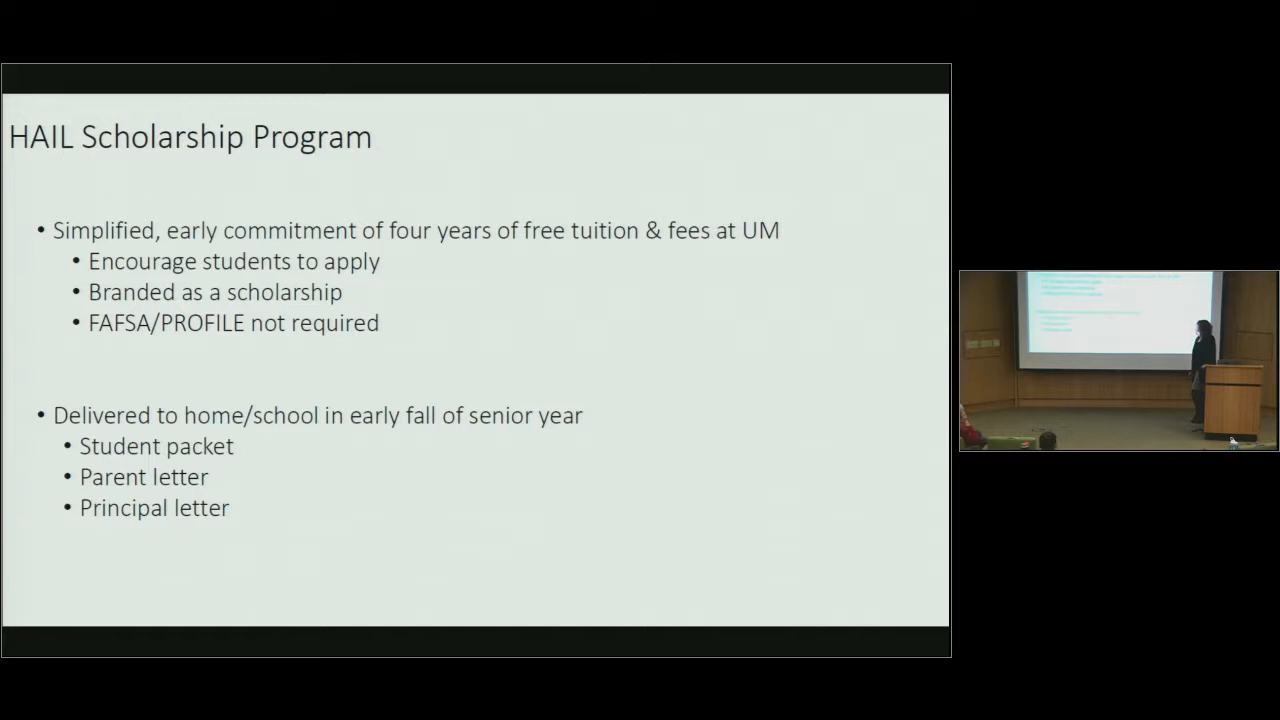 HAIL Scholarship Program
• Simplified, early commitment of four years of free tuition & fees at UM
• Encourage students to apply
• Branded as a scholarship
• FAFSA/PROFILE not required
• Delivered to home/school in early fall of senior year
• Student packet
• Parent letter
• Principal letter